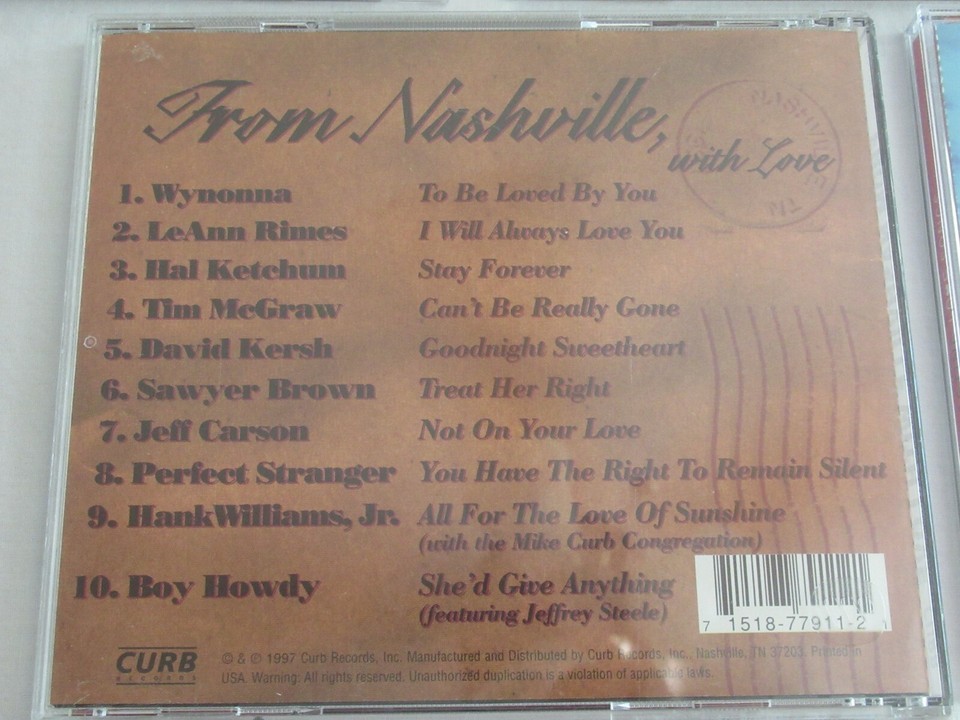 From Nashville,
with Love
NASHVILLE
TN
1. Wynonna To Be Loved By You
2. LeAnn Rimes I Will Always Love You
3. Hal Ketchum Stay Forever
4. Tim McGraw Can't Be Really Gone
5. David Kersh Goodnight Sweetheart
6. Sawyer Brown Treat Her Right
7. Jeff Carson Not On Your Love
8. Perfect Stranger You Have The Right To Remain Silent
9. Hank Williams, Jr. All For The Love Of Sunshine
(with the Mike Curb Congregation)
10. Boy Howdy She'd Give Anything
(featuring Jeffrey Steele)
7 1518-77911-2
CURB
RECORDS
© & ℗ 1997 Curb Records, Inc. Manufactured and Distributed by Curb Records, Inc., Nashville, TN 37203. Printed in
USA. Warning: All rights reserved. Unauthorized duplication is a violation of applicable laws.